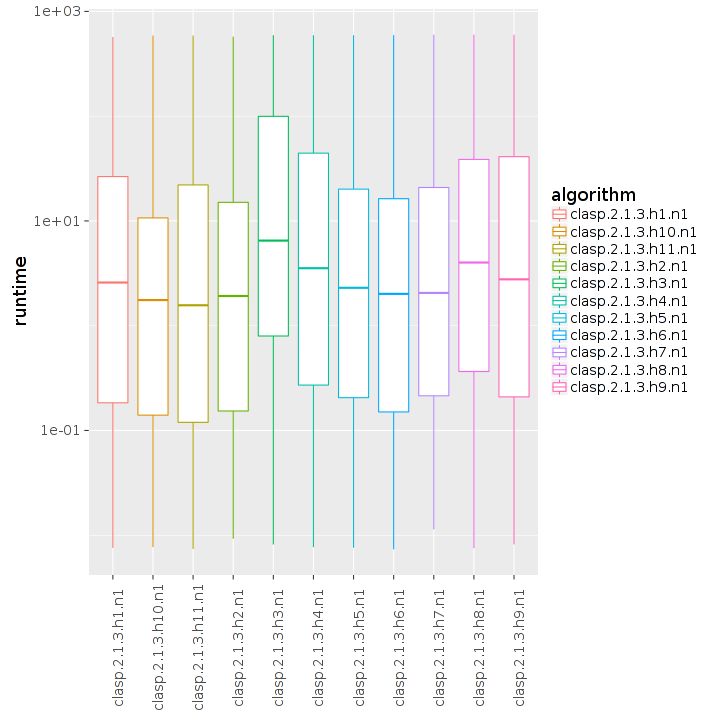 1e+03
1e+01
1e-01
runtime
clasp.2.1.3.h1.n1
clasp.2.1.3.h10.n1
clasp.2.1.3.h11.n1
clasp.2.1.3.h2.n1
clasp.2.1.3.h3.n1
clasp.2.1.3.h4.n1
clasp.2.1.3.h5.n1
clasp.2.1.3.h6.n1
clasp.2.1.3.h7.n1
clasp.2.1.3.h8.n1
clasp.2.1.3.h9.n1
algorithm
clasp.2.1.3.h1.n1
clasp.2.1.3.h10.n1
clasp.2.1.3.h11.n1
clasp.2.1.3.h2.n1
clasp.2.1.3.h3.n1
clasp.2.1.3.h4.n1
clasp.2.1.3.h5.n1
clasp.2.1.3.h6.n1
clasp.2.1.3.h7.n1
clasp.2.1.3.h8.n1
clasp.2.1.3.h9.n1